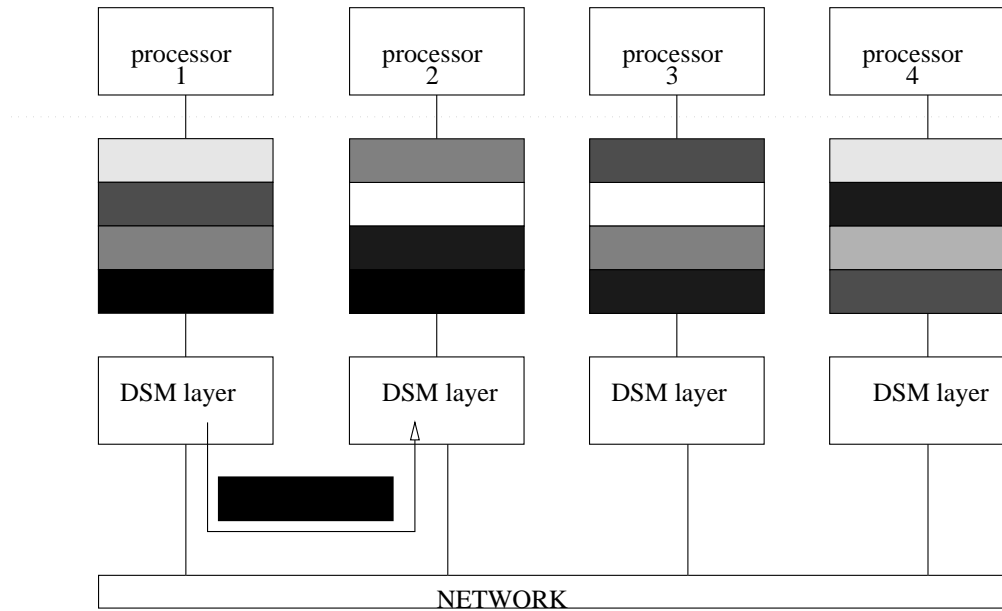 processor
1
processor
2
processor
3
processor
4
DSM layer
DSM layer
DSM layer
DSM layer
NETWORK